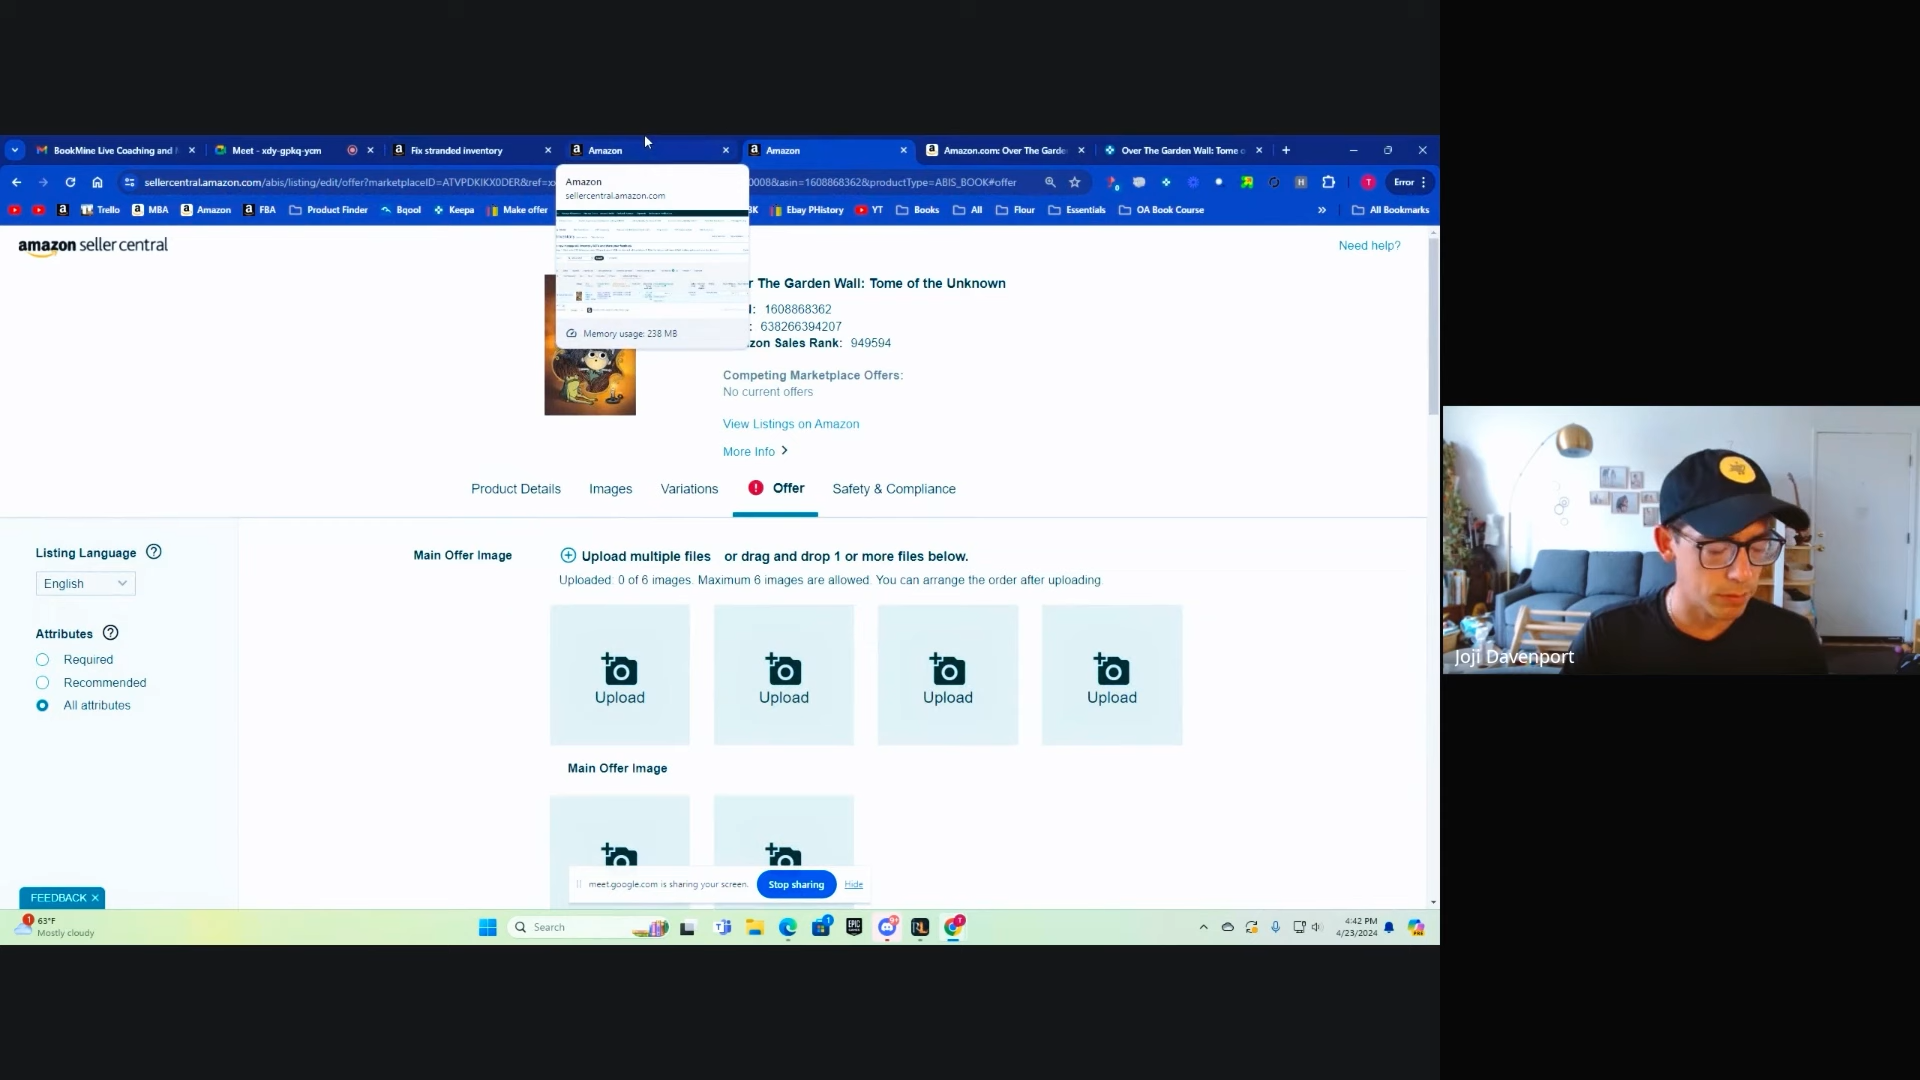 BookMine Live Coaching and
Meet - xdy-gpkq-ycm
Fix stranded inventory
Amazon
Amazon
Amazon.com: Over The Garde
Over The Garden Wall: Tome o
sellercentral.amazon.com/abis/listing/edit/offer?marketplaceID=ATVPDKIKX0DER&ref=xx
0008&asin=1608868362&productType=ABIS_BOOK#offer
Error
Trello
MBA
Amazon
FBA
Product Finder
Bqool
Keepa
Make offer
BK
Ebay PHistory
YT
Books
All
Flour
Essentials
OA Book Course
All Bookmarks
Amazon
sellercentral.amazon.com
Memory usage: 238 MB
amazon seller central
Need help?
r The Garden Wall: Tome of the Unknown
1608868362
638266394207
zon Sales Rank: 949594
Competing Marketplace Offers:
No current offers
View Listings on Amazon
More Info
Product Details
Images
Variations
Offer
Safety & Compliance
Listing Language
English
Attributes
Required
Recommended
All attributes
Main Offer Image
Upload multiple files or drag and drop 1 or more files below.
Uploaded: 0 of 6 images. Maximum 6 images are allowed. You can arrange the order after uploading.
Upload
Upload
Upload
Upload
Main Offer Image
meet.google.com is sharing your screen.
Stop sharing
Hide
FEEDBACK
63°F
Mostly cloudy
Search
4:42 PM
4/23/2024
Joji Davenport